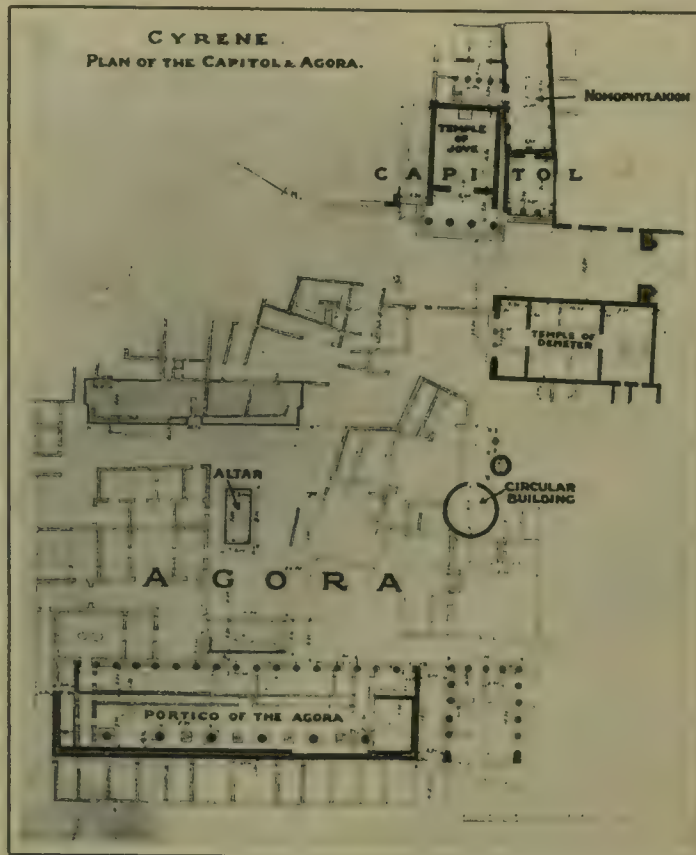 CYRENE.
PLAN OF THE CAPITOL & AGORA.
NOMOPHYLAKION
TEMPLE
OF
JOVE
CAPITOL
TEMPLE OF
DEMETER
ALTAR
CIRCULAR
BUILDING
AGORA
PORTICO OF THE AGORA